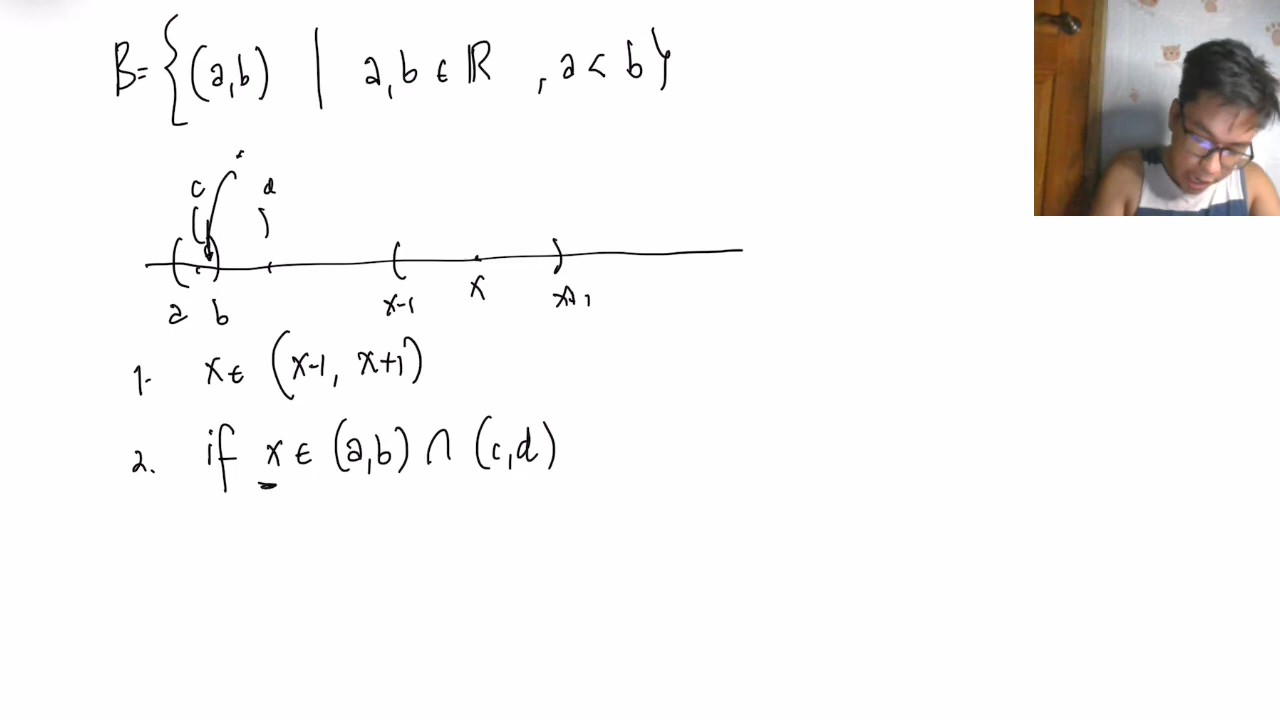 B = {(a,b) | a,b ∈ ℝ , a < b}
x
c d
a b x-1 x x+1
1. x ∈ (x-1, x+1)
2. if x ∈ (a,b) ∩ (c,d)